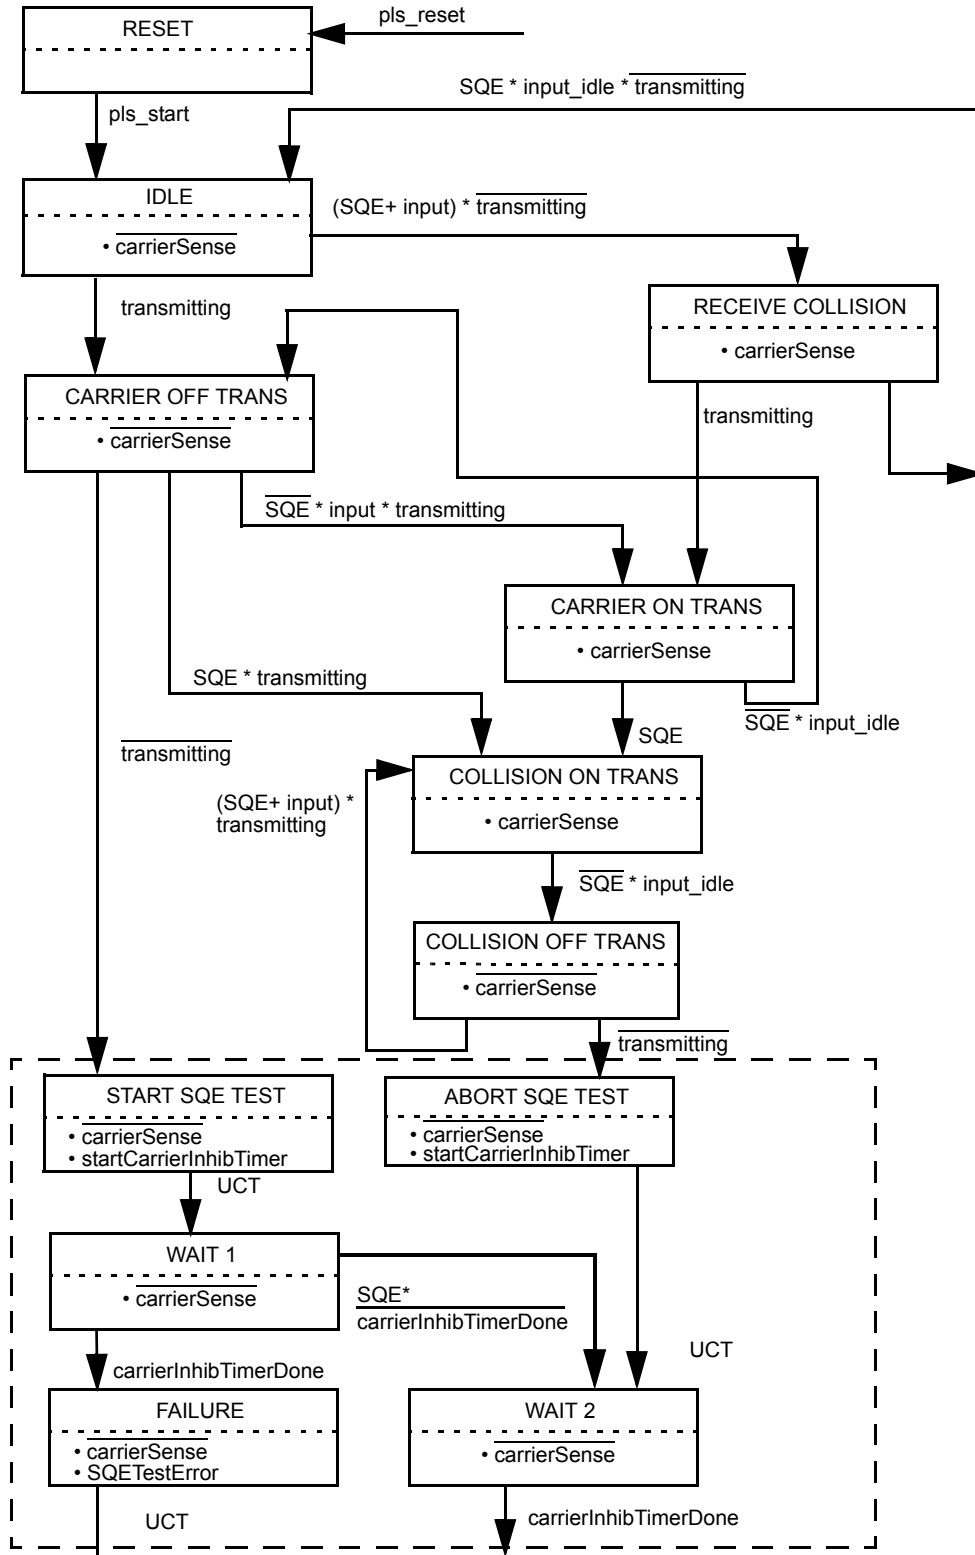 pls_reset
RESET
SQE * input_idle * transmitting
pls_start
IDLE
(SQE+ input) * transmitting
• carrierSense
transmitting
RECEIVE COLLISION
• carrierSense
CARRIER OFF TRANS
transmitting
• carrierSense
SQE * input * transmitting
CARRIER ON TRANS
• carrierSense
SQE * transmitting
SQE * input_idle
SQE
transmitting
COLLISION ON TRANS
(SQE+ input) *
transmitting
• carrierSense
SQE * input_idle
COLLISION OFF TRANS
• carrierSense
transmitting
START SQE TEST
• carrierSense
• startCarrierInhibTimer
ABORT SQE TEST
• carrierSense
• startCarrierInhibTimer
UCT
WAIT 1
• carrierSense
SQE*
carrierInhibTimerDone
UCT
carrierInhibTimerDone
FAILURE
• carrierSense
• SQETestError
WAIT 2
• carrierSense
UCT
carrierInhibTimerDone